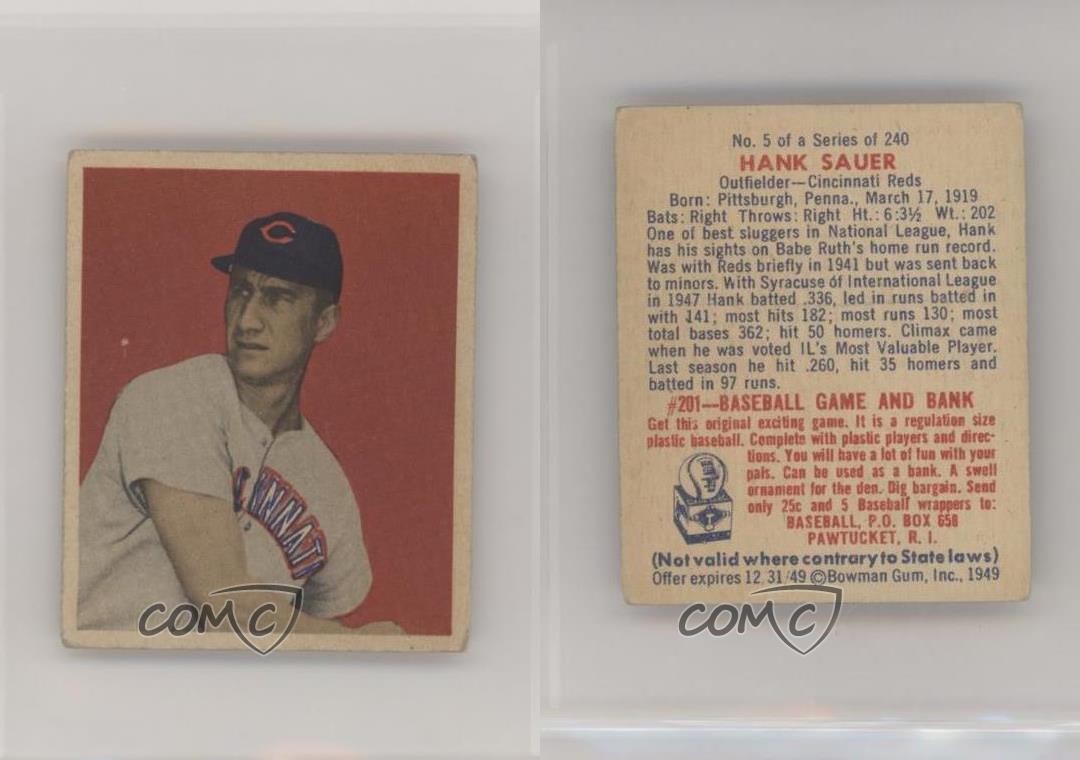 C
CINCINNATI
COMC
No. 5 of a Series of 240
HANK SAUER
Outfielder—Cincinnati Reds
Born: Pittsburgh, Penna., March 17, 1919
Bats: Right Throws: Right Ht.: 6:3½ Wt.: 202
One of best sluggers in National League, Hank
has his sights on Babe Ruth's home run record.
Was with Reds briefly in 1941 but was sent back
to minors. With Syracuse of International League
in 1947 Hank batted .336, led in runs batted in
with 141; most hits 182; most runs 130; most
total bases 362; hit 50 homers. Climax came
when he was voted IL's Most Valuable Player.
Last season he hit .260, hit 35 homers and
batted in 97 runs.
#201—BASEBALL GAME AND BANK
Get this original exciting game. It is a regulation size
plastic baseball. Complete with plastic players and direc-
tions. You will have a lot of fun with your
pals. Can be used as a bank. A swell
ornament for the den. Big bargain. Send
only 25c and 5 Baseball wrappers to:
BASEBALL, P.O. BOX 658
PAWTUCKET, R. I.
(Not valid where contrary to State laws)
Offer expires 12/31/49 ©Bowman Gum, Inc., 1949
COMC